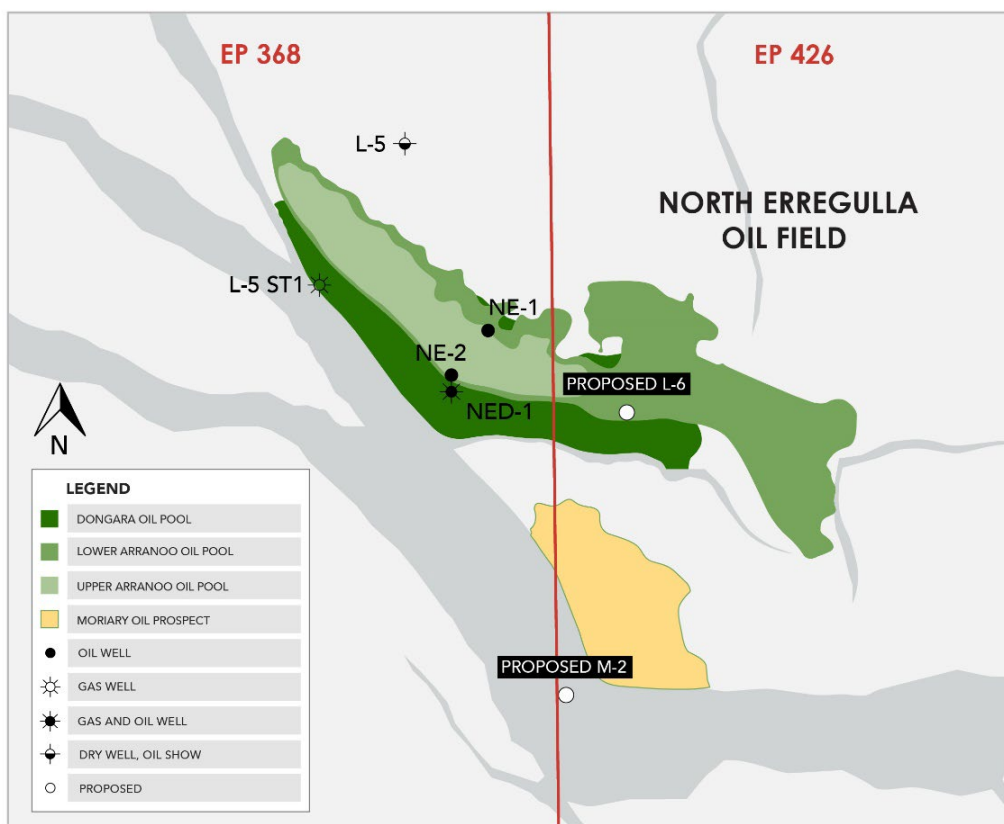 EP 368
EP 426
L-5
NORTH ERREGULLA
OIL FIELD
L-5 ST1
NE-1
NE-2
PROPOSED L-6
NED-1
N
LEGEND
DONGARA OIL POOL
LOWER ARRANOO OIL POOL
UPPER ARRANOO OIL POOL
MORIARY OIL PROSPECT
OIL WELL
GAS WELL
GAS AND OIL WELL
DRY WELL, OIL SHOW
PROPOSED
PROPOSED M-2